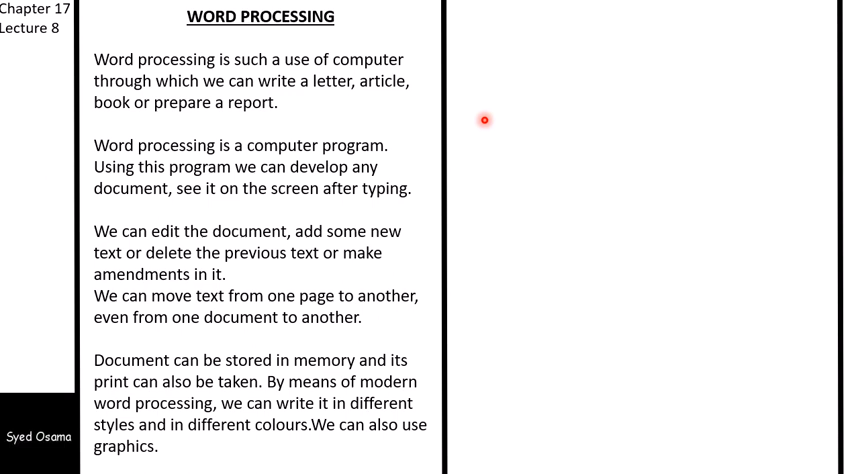 Chapter 17
Lecture 8
WORD PROCESSING
Word processing is such a use of computer
through which we can write a letter, article,
book or prepare a report.
Word processing is a computer program.
Using this program we can develop any
document, see it on the screen after typing.
We can edit the document, add some new
text or delete the previous text or make
amendments in it.
We can move text from one page to another,
even from one document to another.
Document can be stored in memory and its
print can also be taken. By means of modern
word processing, we can write it in different
styles and in different colours.We can also use
graphics.
Syed Osama